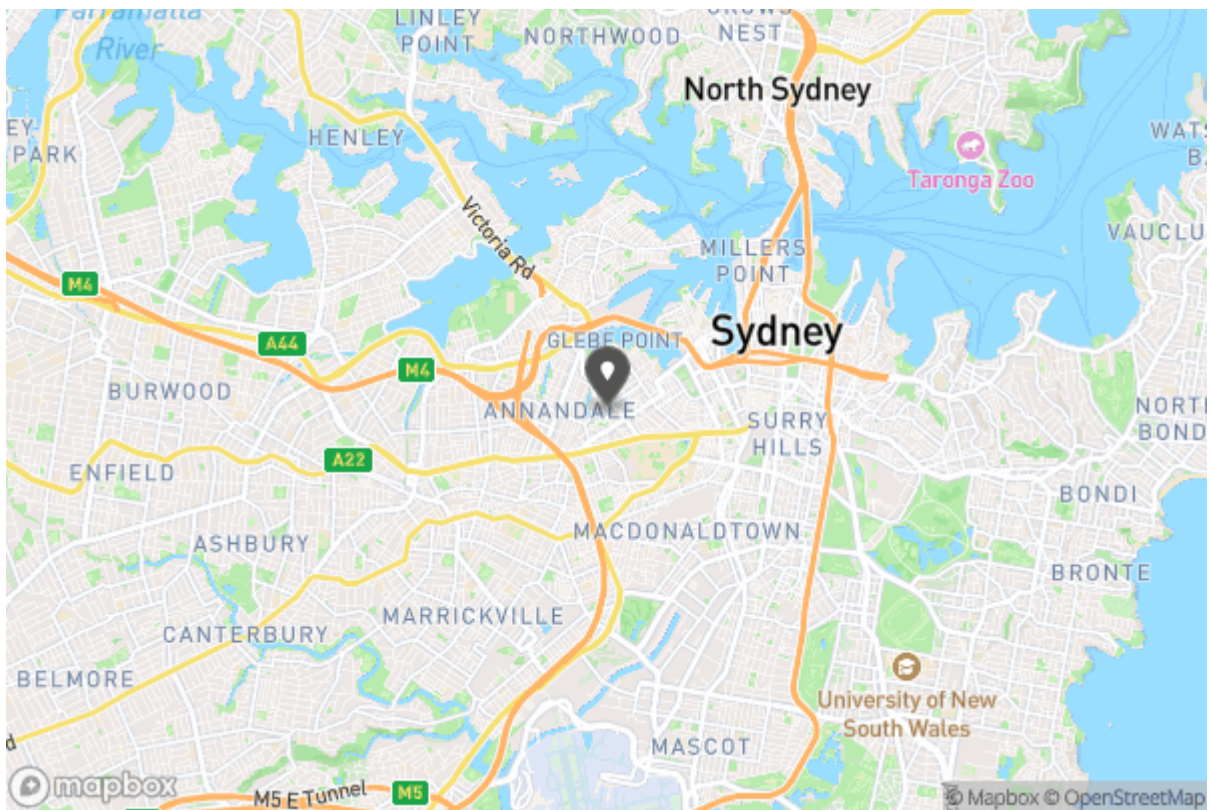 LINLEY
POINT
NORTHWOOD
NEST
Parramatta
River
North Sydney
HENLEY
PARK
Taronga Zoo
Victoria Rd
MILLERS
POINT
VAUCLU
M4
A44
GLEBE POINT
Sydney
M4
BURWOOD
ANNANDALE
SURRY
HILLS
NORTH
BOND
A22
ENFIELD
BONDI
MACDONALDTOWN
ASHBURY
BRONTE
MARRICKVILLE
CANTERBURY
BELMORE
University of New
South Wales
MASCOT
mapbox
M5 E Tunnel
M5
© Mapbox © OpenStreetMap